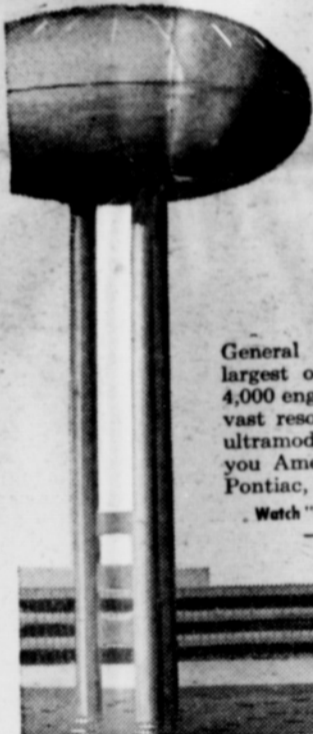 General
largest o
4,000 eng
vast reso
ultramod
you Ame
Pontiac,
Watch "